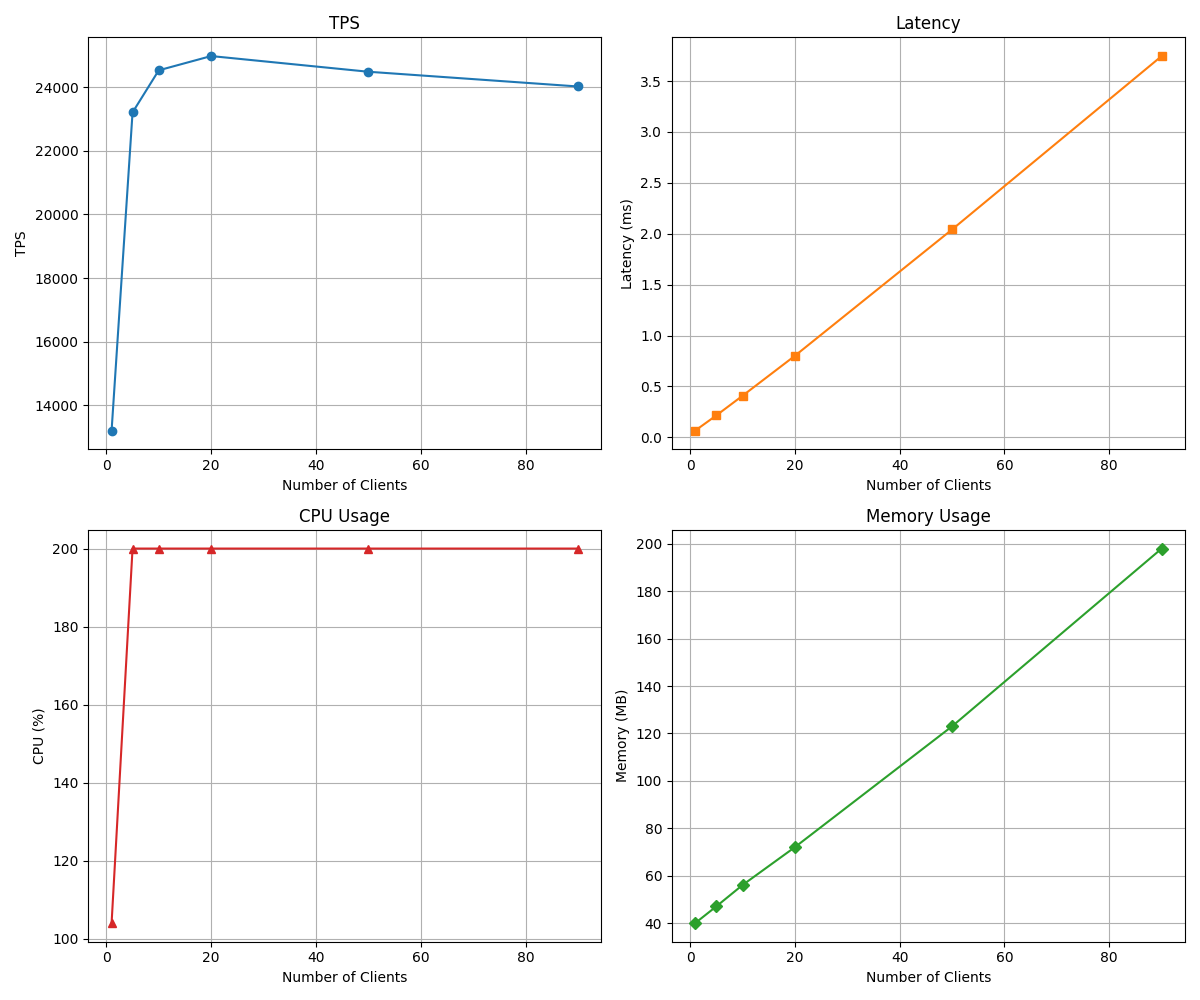 TPS
TPS
24000
22000
20000
18000
16000
14000
0 20 40 60 80
Number of Clients
Latency
Latency (ms)
3.5
3.0
2.5
2.0
1.5
1.0
0.5
0.0
0 20 40 60 80
Number of Clients
CPU Usage
CPU (%)
200
180
160
140
120
100
0 20 40 60 80
Number of Clients
Memory Usage
Memory (MB)
200
180
160
140
120
100
80
60
40
0 20 40 60 80
Number of Clients